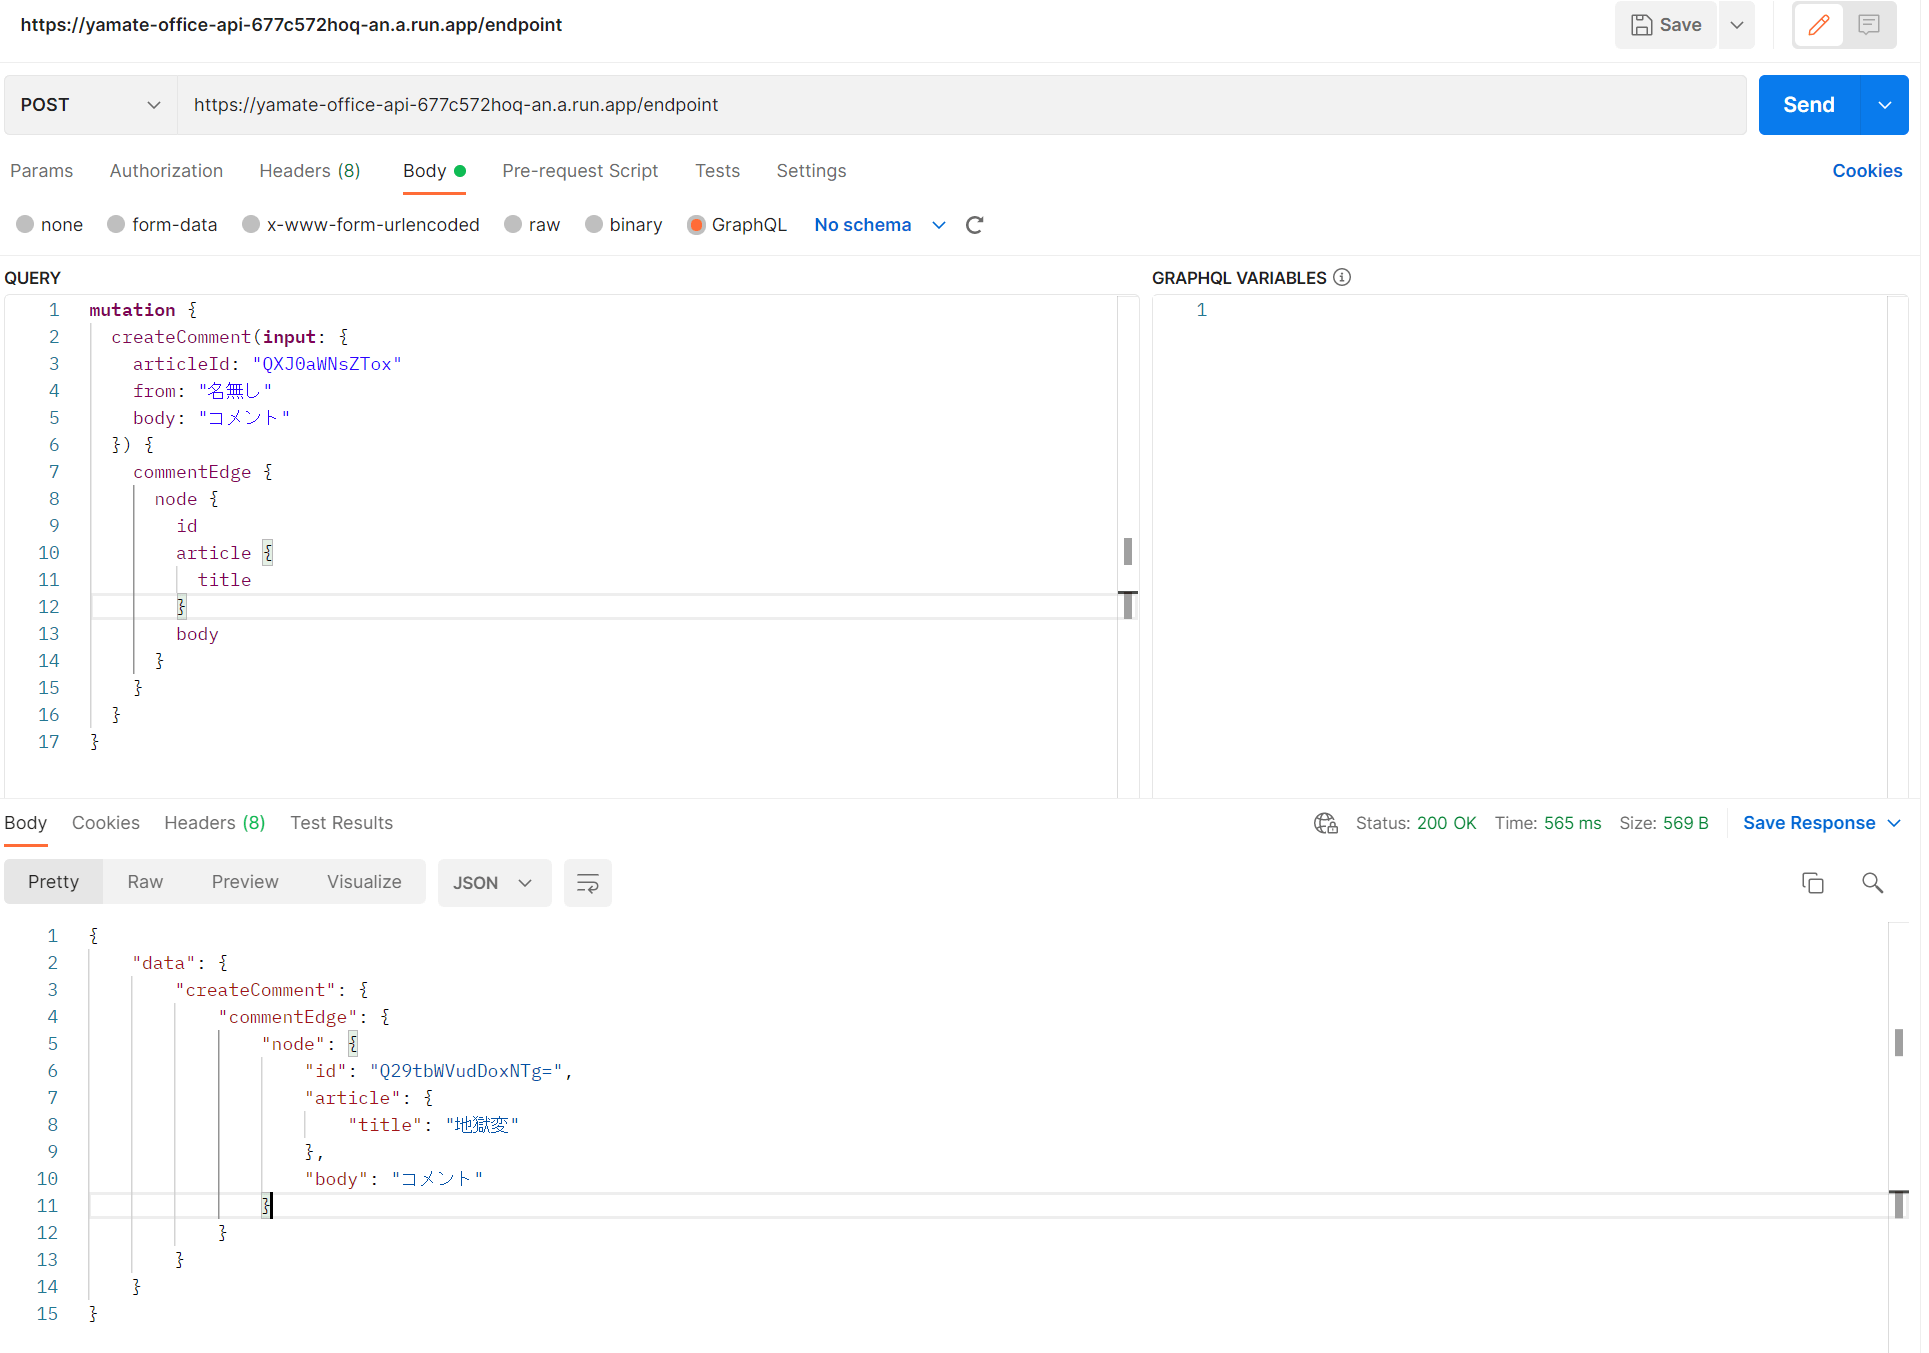 https://yamate-office-api-677c572hoq-an.a.run.app/endpoint
Save
POST
https://yamate-office-api-677c572hoq-an.a.run.app/endpoint
Send
Params
Authorization
Headers (8)
Body
Pre-request Script
Tests
Settings
Cookies
none
form-data
x-www-form-urlencoded
raw
binary
GraphQL
No schema
QUERY
1 mutation {
2 createComment(input: {
3 articleId: "QXJ0aWNsZTox"
4 from: "名無し"
5 body: "コメント"
6 }) {
7 commentEdge {
8 node {
9 id
10 article {
11 title
12 }
13 body
14 }
15 }
16 }
17 }
GRAPHQL VARIABLES
1
Body
Cookies
Headers (8)
Test Results
Status: 200 OK
Time: 565 ms
Size: 569 B
Save Response
Pretty
Raw
Preview
Visualize
JSON
1 {
2 "data": {
3 "createComment": {
4 "commentEdge": {
5 "node": {
6 "id": "Q29tbWVudDoxNTg=",
7 "article": {
8 "title": "地獄変"
9 },
10 "body": "コメント"
11 }
12 }
13 }
14 }
15 }